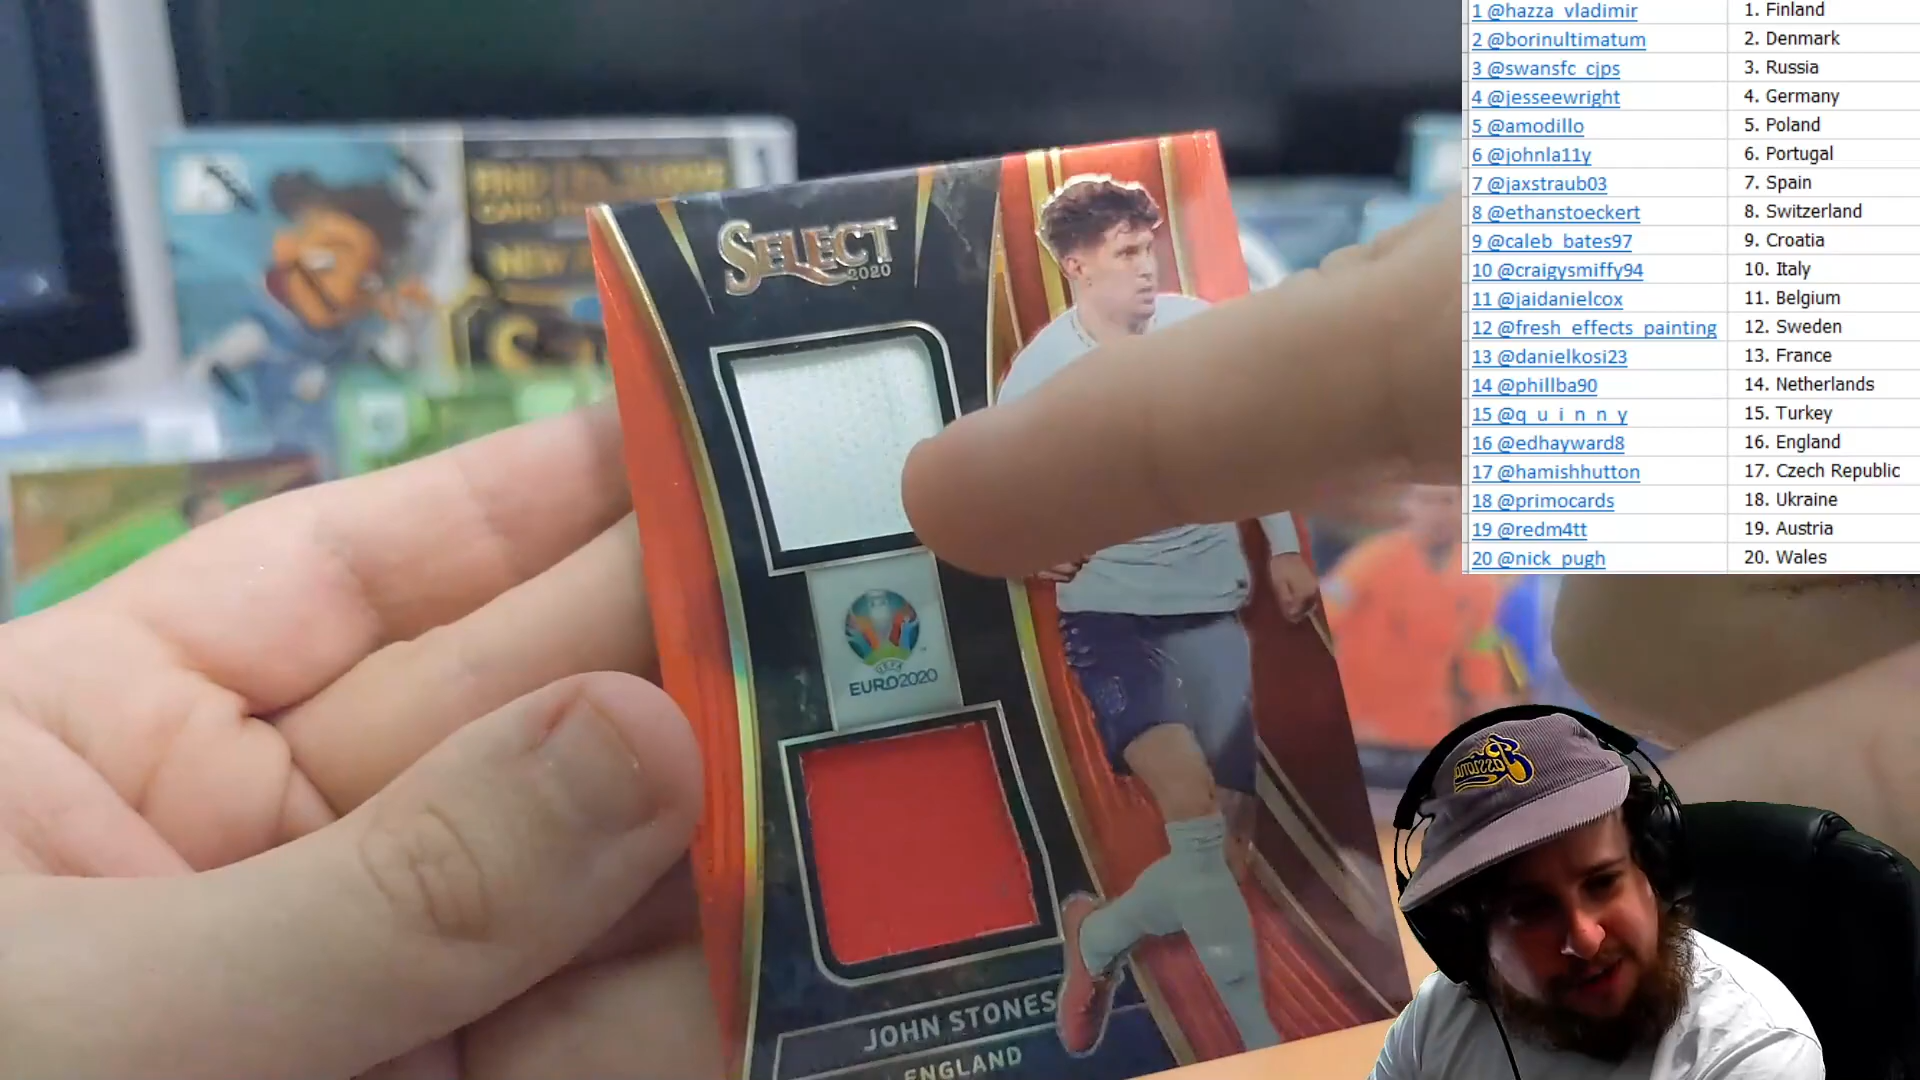 1 @hazza_vladimir 1. Finland
2 @borinultimatum 2. Denmark
3 @swansfc_cjps 3. Russia
4 @jesseewright 4. Germany
5 @amodillo 5. Poland
6 @johnla11y 6. Portugal
7 @jaxstraub03 7. Spain
8 @ethanstoeckert 8. Switzerland
9 @caleb_bates97 9. Croatia
10 @craigysmiffy94 10. Italy
11 @jaidanielcox 11. Belgium
12 @fresh_effects_painting 12. Sweden
13 @danielkosi23 13. France
14 @phillba90 14. Netherlands
15 @q_u_i_n_n_y 15. Turkey
16 @edhayward8 16. England
17 @hamishhutton 17. Czech Republic
18 @primocards 18. Ukraine
19 @redm4tt 19. Austria
20 @nick_pugh 20. Wales
SELECT
2020
UEFA
EURO2020
JOHN STONES
ENGLAND